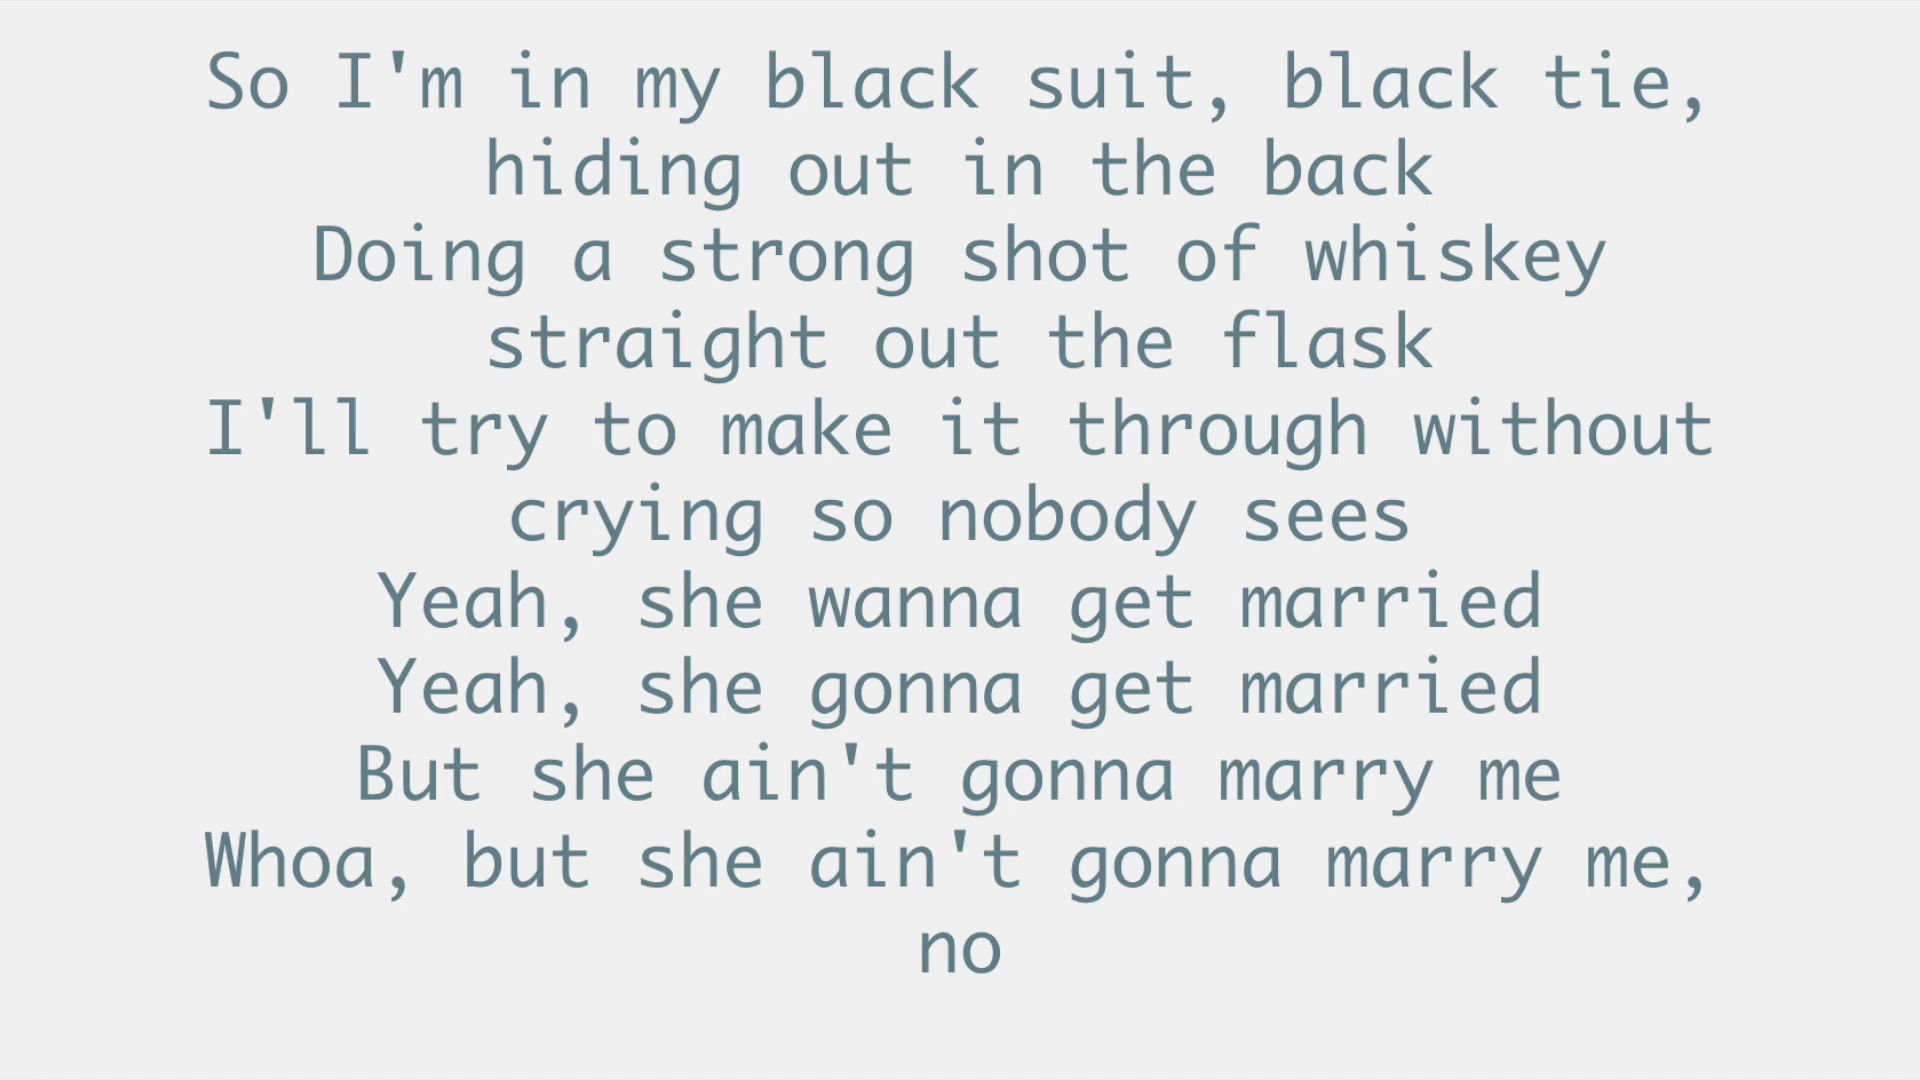 So I'm in my black suit, black tie,
hiding out in the back
Doing a strong shot of whiskey
straight out the flask
I'll try to make it through without
crying so nobody sees
Yeah, she wanna get married
Yeah, she gonna get married
But she ain't gonna marry me
Whoa, but she ain't gonna marry me,
no